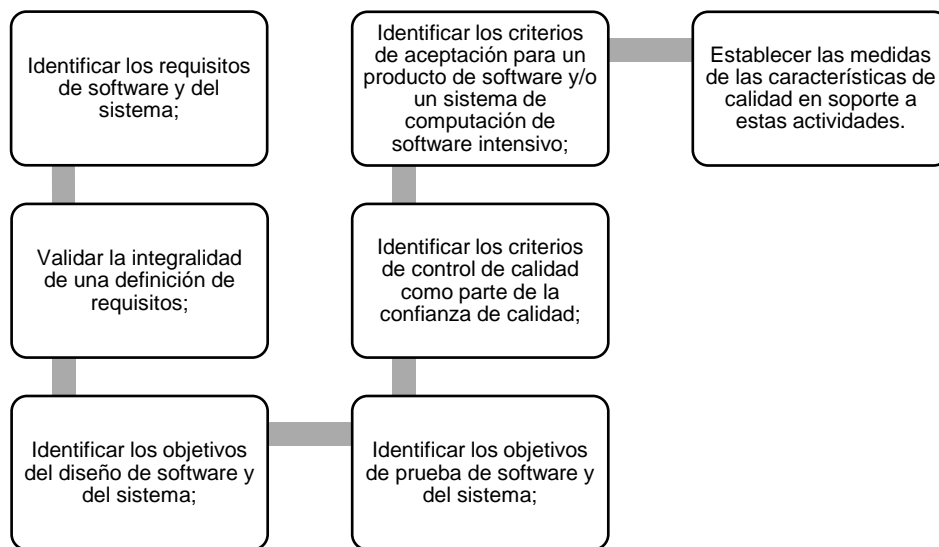 Identificar los requisitos
de software y del
sistema;
Validar la integralidad
de una definición de
requisitos;
Identificar los objetivos
del diseño de software y
del sistema;
Identificar los objetivos
de prueba de software y
del sistema;
Identificar los criterios
de control de calidad
como parte de la
confianza de calidad;
Identificar los criterios
de aceptación para un
producto de software y/o
un sistema de
computación de
software intensivo;
Establecer las medidas
de las características de
calidad en soporte a
estas actividades.